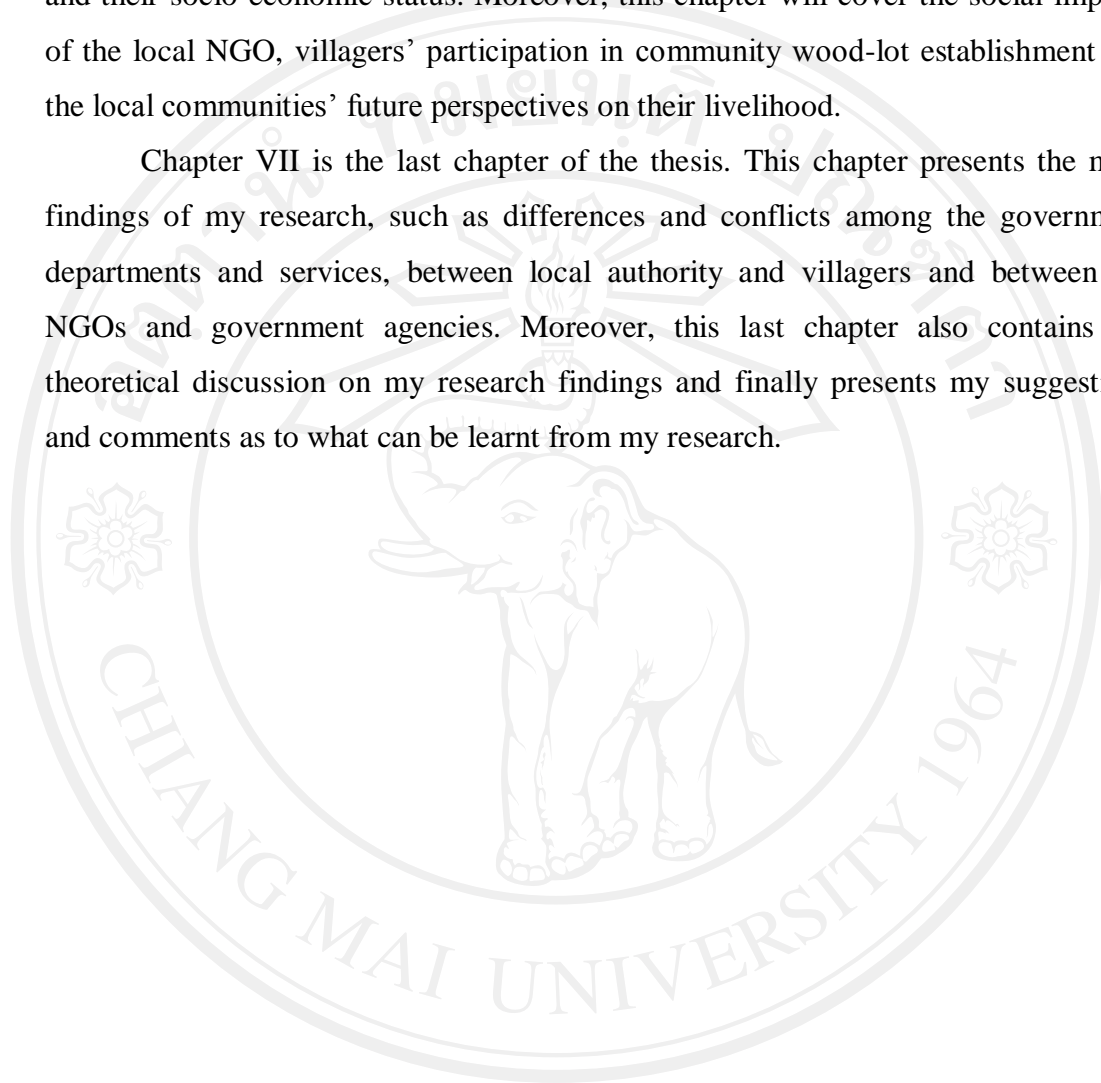 and their socio economic status. Moreover, this chapter will cover the social
of the local NGO, villagers’ participation in community wood-lot establishment
the local communities’ future perspectives on their livelihood.
Chapter VII is the last chapter of the thesis. This chapter presents the
findings of my research, such as differences and conflicts among the
departments and services, between local authority and villagers and between
NGOs and government agencies. Moreover, this last chapter also contains
theoretical discussion on my research findings and finally presents my
and comments as to what can be learnt from my research.
CHIANG MAI UNIVERSITY 1964